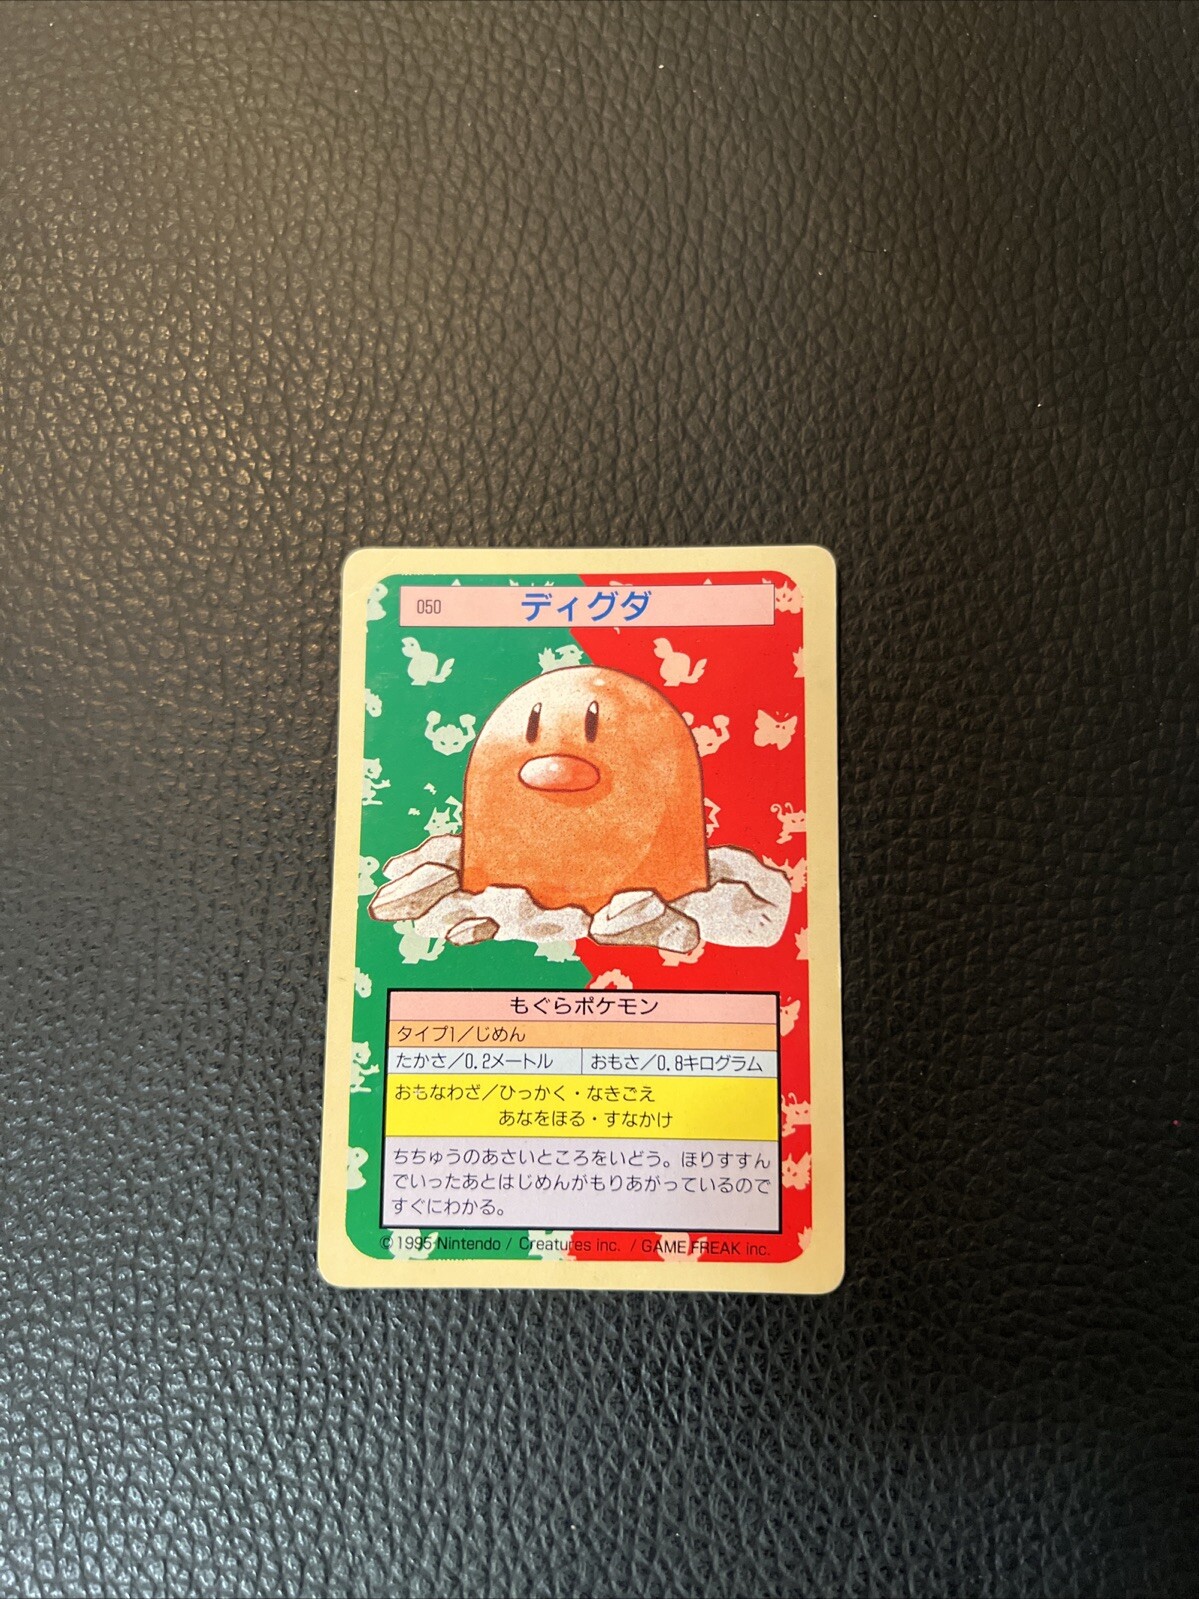 050 ディグダ
もぐらポケモン
タイプ1／じめん
たかさ／0.2メートル おもさ／0.8キログラム
おもなわざ／ひっかく・なきごえ
あなをほる・すなかけ
ちちゅうのあさいところをいどう。ほりすすん
でいったあとはじめんがもりあがっているので
すぐにわかる。
© 1995 Nintendo / Creatures inc. / GAME FREAK inc.